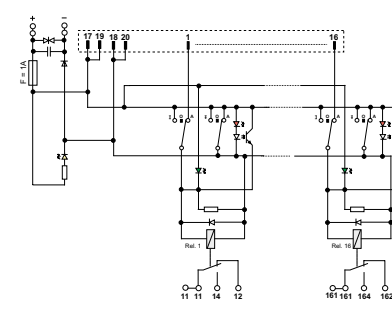 + −
17 19 18 20 1 16
F = 1A
I O A I O A I O A I O A
Rel. 1 Rel. 16
11 11 14 12 161 161 164 162